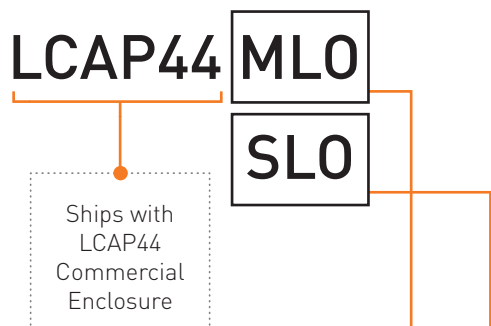 LCAP44 MLO
SLO
Ships with
LCAP44
Commercial
Enclosure